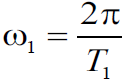 ω₁ = 2π / T₁